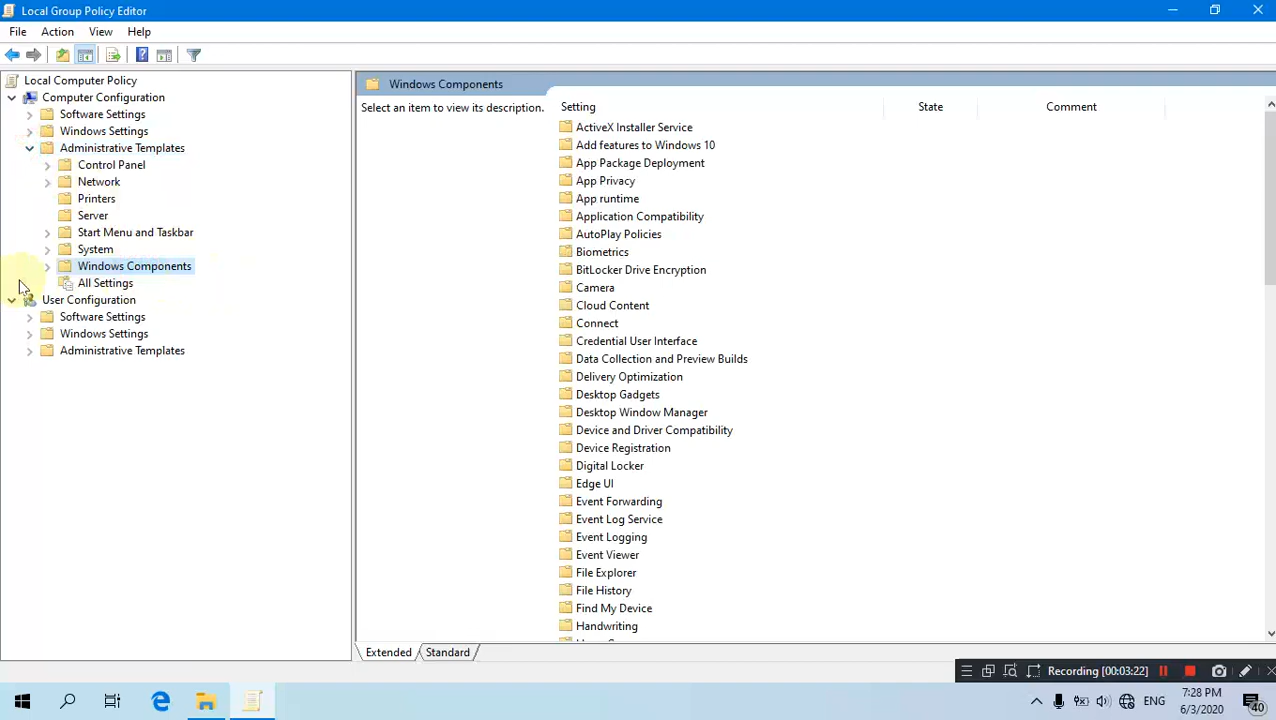 Local Group Policy Editor
File Action View Help
Local Computer Policy
Computer Configuration
Software Settings
Windows Settings
Administrative Templates
Control Panel
Network
Printers
Server
Start Menu and Taskbar
System
Windows Components
All Settings
User Configuration
Software Settings
Windows Settings
Administrative Templates
Windows Components
Select an item to view its description.
Setting State Comment
ActiveX Installer Service
Add features to Windows 10
App Package Deployment
App Privacy
App runtime
Application Compatibility
AutoPlay Policies
Biometrics
BitLocker Drive Encryption
Camera
Cloud Content
Connect
Credential User Interface
Data Collection and Preview Builds
Delivery Optimization
Desktop Gadgets
Desktop Window Manager
Device and Driver Compatibility
Device Registration
Digital Locker
Edge UI
Event Forwarding
Event Log Service
Event Logging
Event Viewer
File Explorer
File History
Find My Device
Handwriting
Extended Standard
Recording [00:03:22]
ENG
7:28 PM
6/3/2020
40